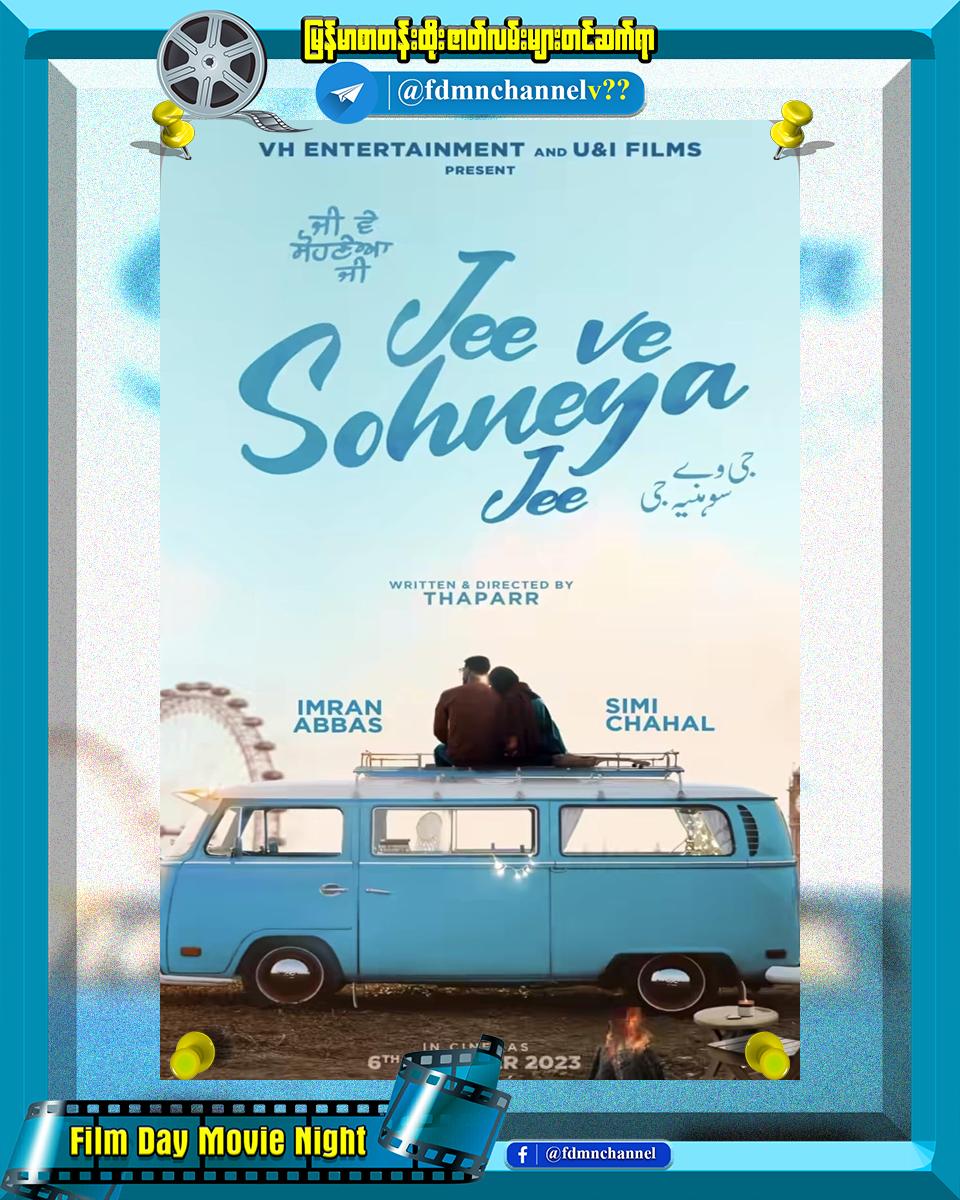 မြန်မာစာတန်းထိုးဇာတ်လမ်းများတင်ဆက်ရာ
@fdmnchannelv??
VH ENTERTAINMENT AND U&I FILMS
PRESENT
ਜੀ ਵੇ
ਸੋਹਣੇਆ
ਜੀ
Jee ve
Sohneya
Jee
جی وے
سوہنیہ جی
WRITTEN & DIRECTED BY
THAPARR
IMRAN
ABBAS
SIMI
CHAHAL
IN CINEMAS
6TH R 2023
Film Day Movie Night
f @fdmnchannel